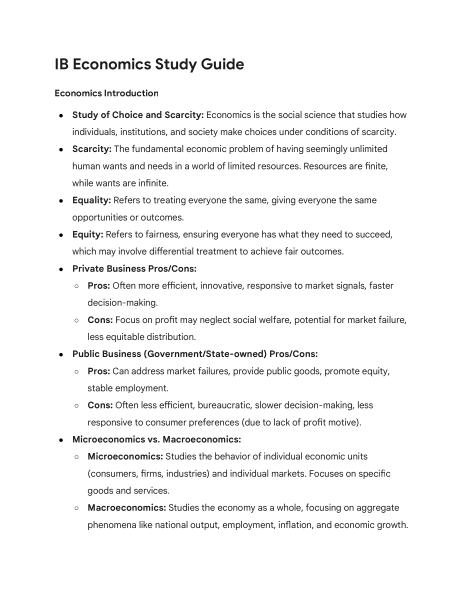 IB Economics Study Guide
Economics Introduction
● Study of Choice and Scarcity: Economics is the social science that studies how
individuals, institutions, and society make choices under conditions of scarcity.
● Scarcity: The fundamental economic problem of having seemingly unlimited
human wants and needs in a world of limited resources. Resources are finite,
while wants are infinite.
● Equality: Refers to treating everyone the same, giving everyone the same
opportunities or outcomes.
● Equity: Refers to fairness, ensuring everyone has what they need to succeed,
which may involve differential treatment to achieve fair outcomes.
● Private Business Pros/Cons:
○ Pros: Often more efficient, innovative, responsive to market signals, faster
decision-making.
○ Cons: Focus on profit may neglect social welfare, potential for market failure,
less equitable distribution.
● Public Business (Government/State-owned) Pros/Cons:
○ Pros: Can address market failures, provide public goods, promote equity,
stable employment.
○ Cons: Often less efficient, bureaucratic, slower decision-making, less
responsive to consumer preferences (due to lack of profit motive).
● Microeconomics vs. Macroeconomics:
○ Microeconomics: Studies the behavior of individual economic units
(consumers, firms, industries) and individual markets. Focuses on specific
goods and services.
○ Macroeconomics: Studies the economy as a whole, focusing on aggregate
phenomena like national output, employment, inflation, and economic growth.